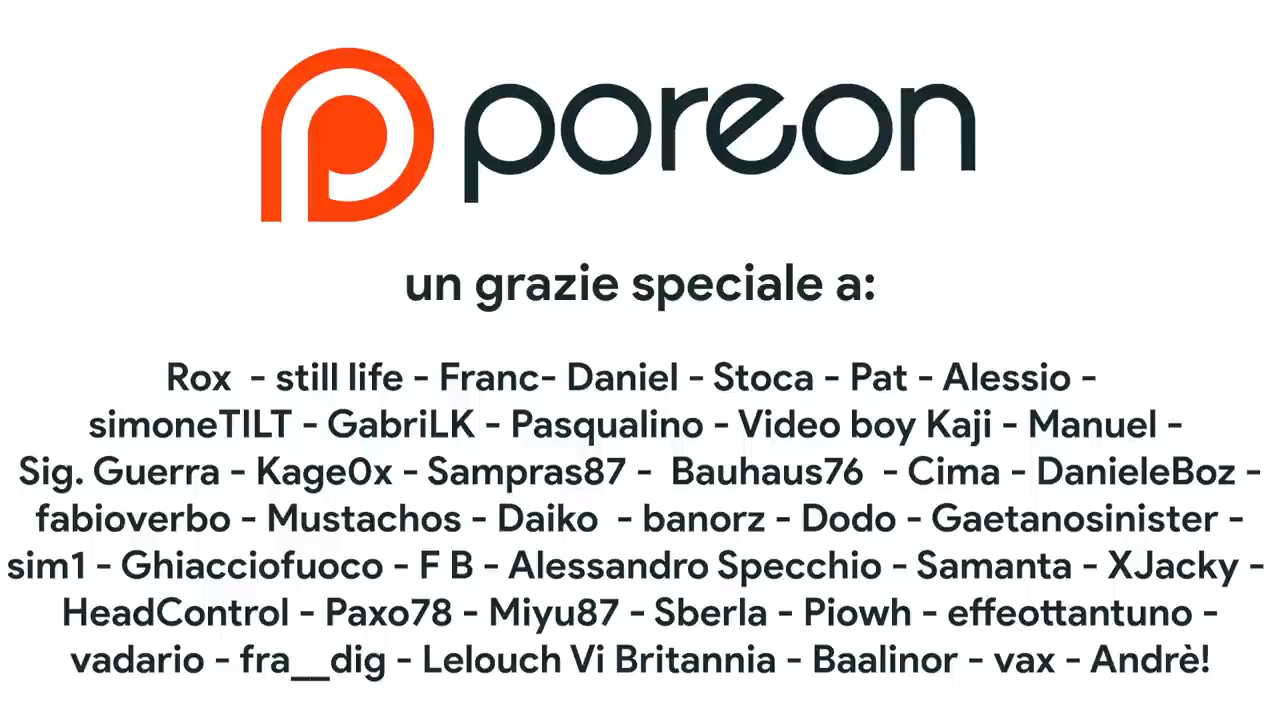 poreon
un grazie speciale a:
Rox - still life - Franc- Daniel - Stoca - Pat - Alessio -
simoneTILT - GabriLK - Pasqualino - Video boy Kaji - Manuel -
Sig. Guerra - Kage0x - Sampras87 - Bauhaus76 - Cima - DanieleBoz -
fabioverbo - Mustachos - Daiko - banorz - Dodo - Gaetanosinister -
sim1 - Ghiacciofuoco - F B - Alessandro Specchio - Samanta - XJacky -
HeadControl - Paxo78 - Miyu87 - Sberla - Piowh - effeottantuno -
vadario - fra__dig - Lelouch Vi Britannia - Baalinor - vax - Andrè!